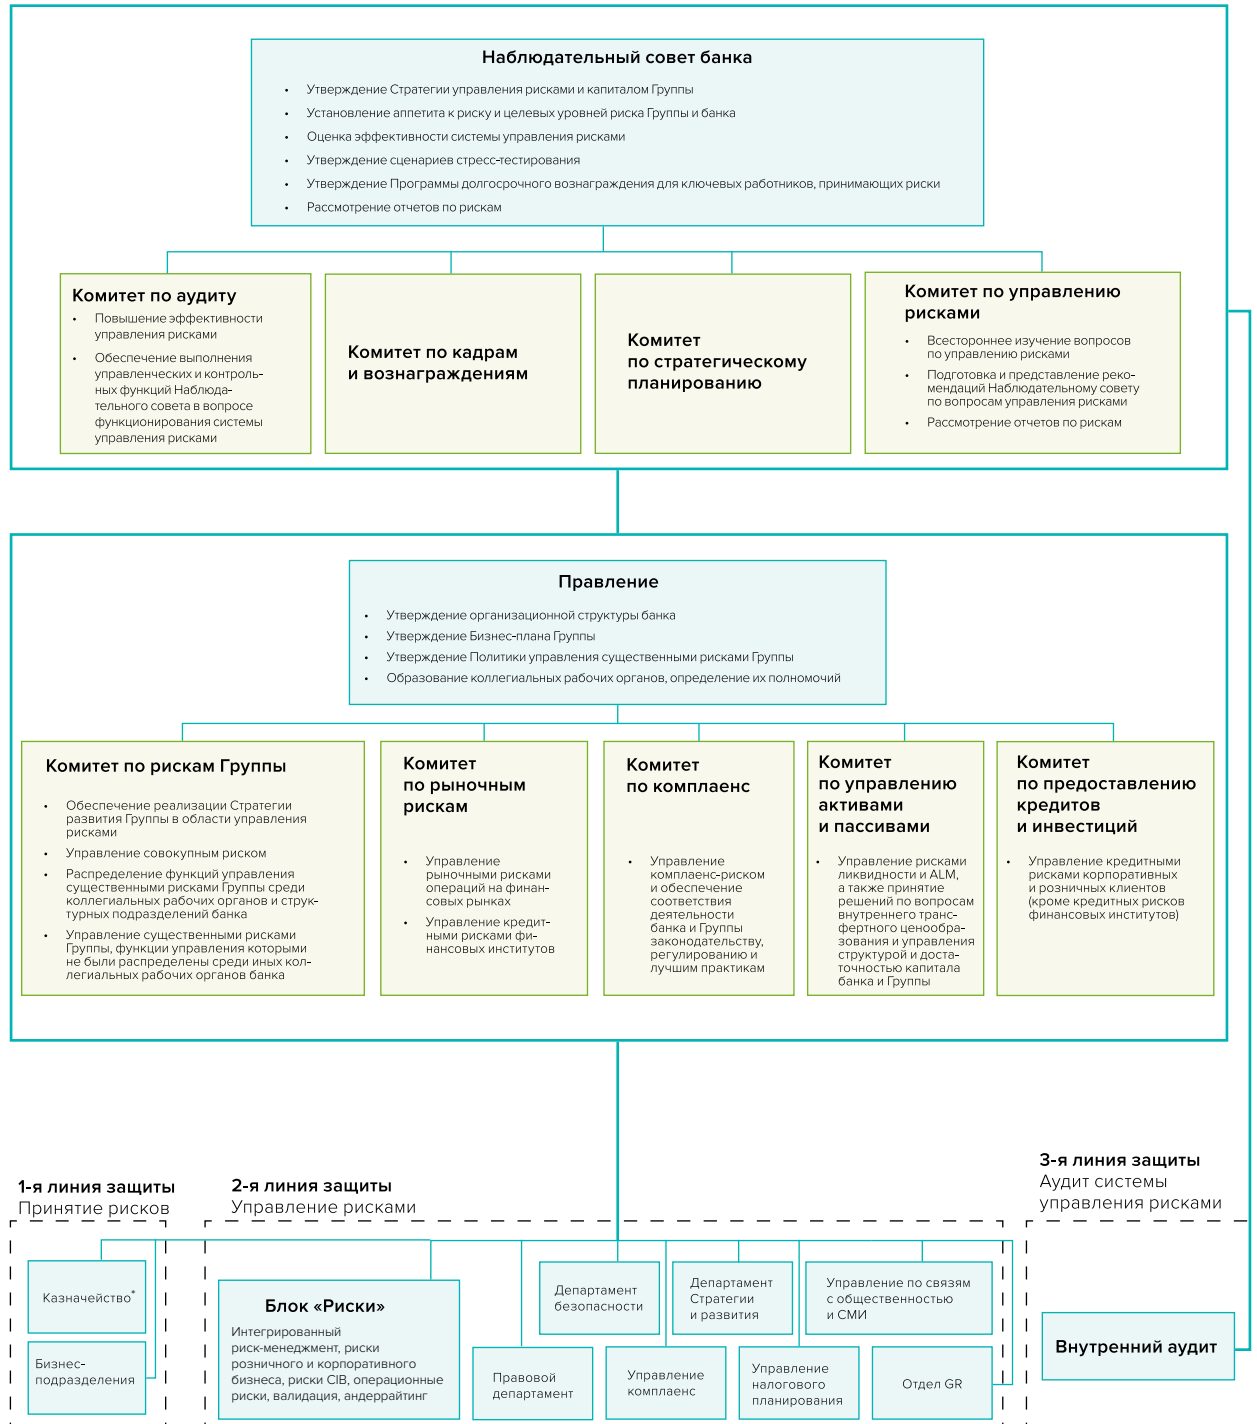 Наблюдательный совет банка
• Утверждение Стратегии управления рисками и капиталом Группы
• Установление аппетита к риску и целевых уровней риска Группы и банка
• Оценка эффективности системы управления рисками
• Утверждение сценариев стресс-тестирования
• Утверждение Программы долгосрочного вознаграждения для ключевых работников, принимающих риски
• Рассмотрение отчетов по рискам
Комитет по аудиту
• Повышение эффективности
управления рисками
• Обеспечение выполнения
управленческих и контроль-
ных функций Наблюда-
тельного совета в вопросе
функционирования системы
управления рисками
Комитет по кадрам
и вознаграждениям
Комитет
по стратегическому
планированию
Комитет по управлению
рисками
• Всестороннее изучение вопросов
по управлению рисками
• Подготовка и представление реко-
мендаций Наблюдательному совету
по вопросам управления рисками
• Рассмотрение отчетов по рискам
Правление
• Утверждение организационной структуры банка
• Утверждение Бизнес-плана Группы
• Утверждение Политики управления существенными рисками Группы
• Образование коллегиальных рабочих органов, определение их полномочий
Комитет по рискам Группы
• Обеспечение реализации Стратегии
развития Группы в области управления
рисками
• Управление совокупным риском
• Распределение функций управления
существенными рисками Группы среди
коллегиальных рабочих органов и струк-
турных подразделений банка
• Управление существенными рисками
Группы, функции управления которыми
не были распределены среди иных кол-
легиальных рабочих органов банка
Комитет
по рыночным
рискам
• Управление
рыночными рисками
операций на финан-
совых рынках
• Управление кредит-
ными рисками фи-
нансовых институтов
Комитет
по комплаенс
• Управление
комплаенс-риском
и обеспечение
соответствия
деятельности
банка и Группы
законодательству,
регулированию и
лучшим практикам
Комитет
по управлению
активами
и пассивами
• Управление рисками
ликвидности и ALM,
а также принятие
решений по вопросам
внутреннего транс-
фертного ценообра-
зования и управления
структурой и доста-
точностью капитала
банка и Группы
Комитет
по предоставлению
кредитов
и инвестиций
• Управление кредитными
рисками корпоративных
и розничных клиентов
(кроме кредитных рисков
финансовых институтов)
1-я линия защиты
Принятие рисков
Казначейство*
Бизнес-
подразделения
2-я линия защиты
Управление рисками
Блок «Риски»
Интегрированный
риск-менеджмент, риски
розничного и корпоративного
бизнеса, риски CIB, операционные
риски, валидация, андеррайтинг
Департамент
безопасности
Департамент
Стратегии
и развития
Управление по связям
с общественностью
и СМИ
Правовой
департамент
Управление
комплаенс
Управление
налогового
планирования
Отдел GR
3-я линия защиты
Аудит системы
управления рисками
Внутренний аудит